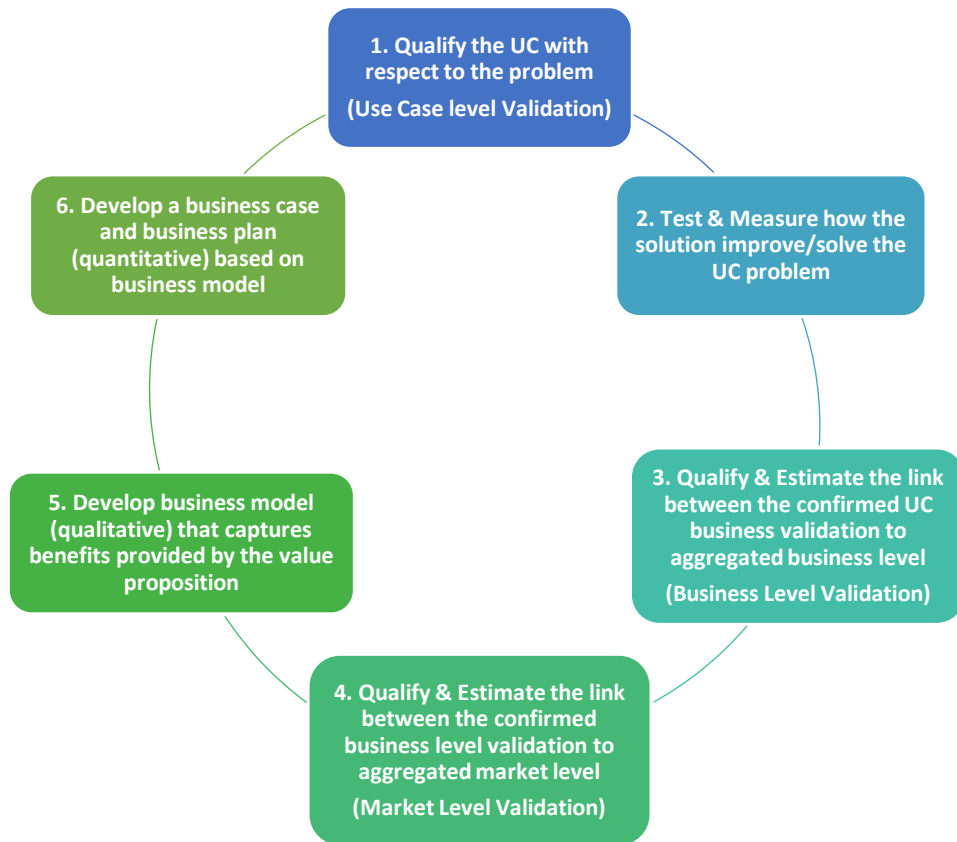 1. Qualify the UC with
respect to the problem
(Use Case level Validation)
2. Test & Measure how the
solution improve/solve the
UC problem
3. Qualify & Estimate the link
between the confirmed UC
business validation to
aggregated business level
(Business Level Validation)
4. Qualify & Estimate the link
between the confirmed
business level validation to
aggregated market level
(Market Level Validation)
5. Develop business model
(qualitative) that captures
benefits provided by the value
proposition
6. Develop a business case
and business plan
(quantitative) based on
business model